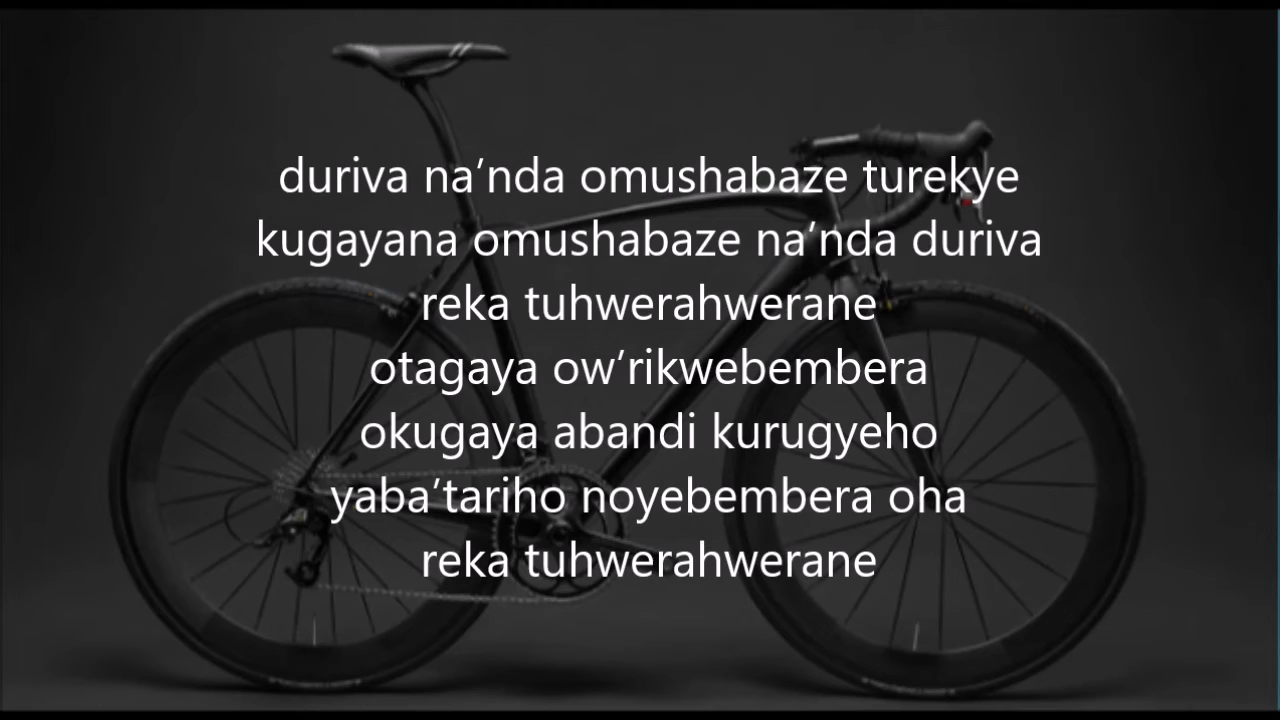 duriva na’nda omushabaze turekye
kugayana omushabaze na’nda duriva
reka tuhwerahwerane
otagaya ow’rikwebembera
okugaya abandi kurugyeho
yaba’tariho noyebembera oha
reka tuhwerahwerane